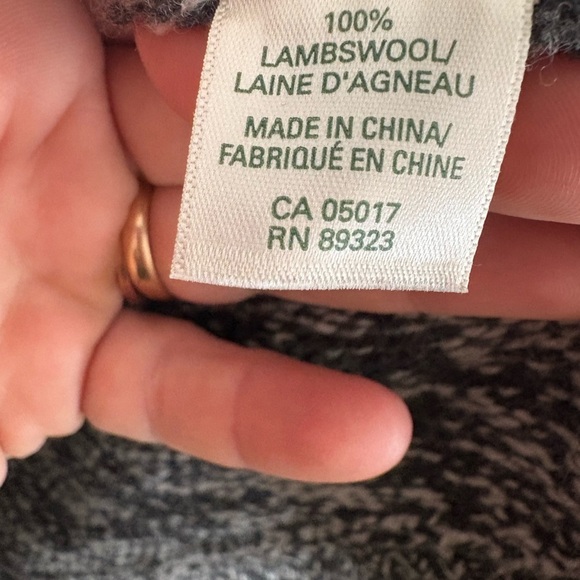 100%
LAMBSWOOL/
LAINE D'AGNEAU
MADE IN CHINA/
FABRIQUÉ EN CHINE
CA 05017
RN 89323